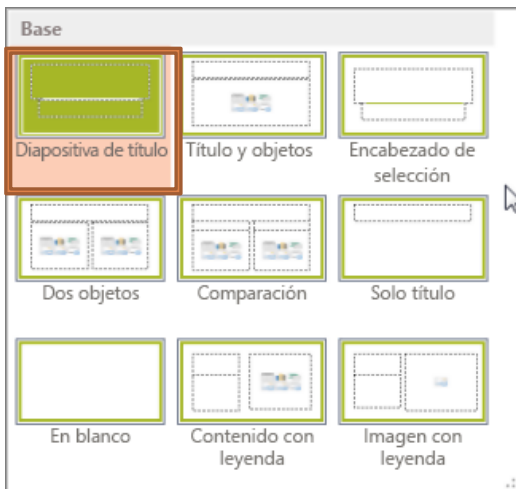 Base
Diapositiva de título
Título y objetos
Encabezado de
selección
Dos objetos
Comparación
Solo título
En blanco
Contenido con
leyenda
Imagen con
leyenda